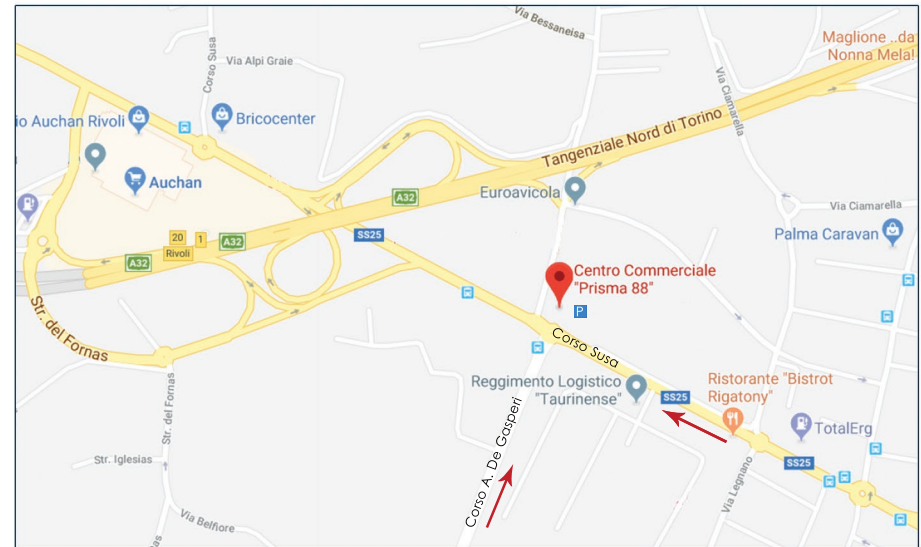 Via Bessaneisa
Maglione ..da
Nonna Mela!
Corso Susa
Via Alpi Graie
Via Ciamarella
io Auchan Rivoli
Bricocenter
Tangenziale Nord di Torino
Auchan
Euroavicola
A32
Via Ciamarella
SS25
Palma Caravan
20
1
A32
Rivoli
A32
Centro Commerciale
"Prisma 88"
P
Str. del Fornas
Corso Susa
Reggimento Logistico
"Taurinense"
Ristorante "Bistrot
Rigatony"
SS25
Str. del Fornas
Corso A. De Gasperi
TotalErg
Str. Iglesias
SS25
Via Legnano
Via Belfiore
as